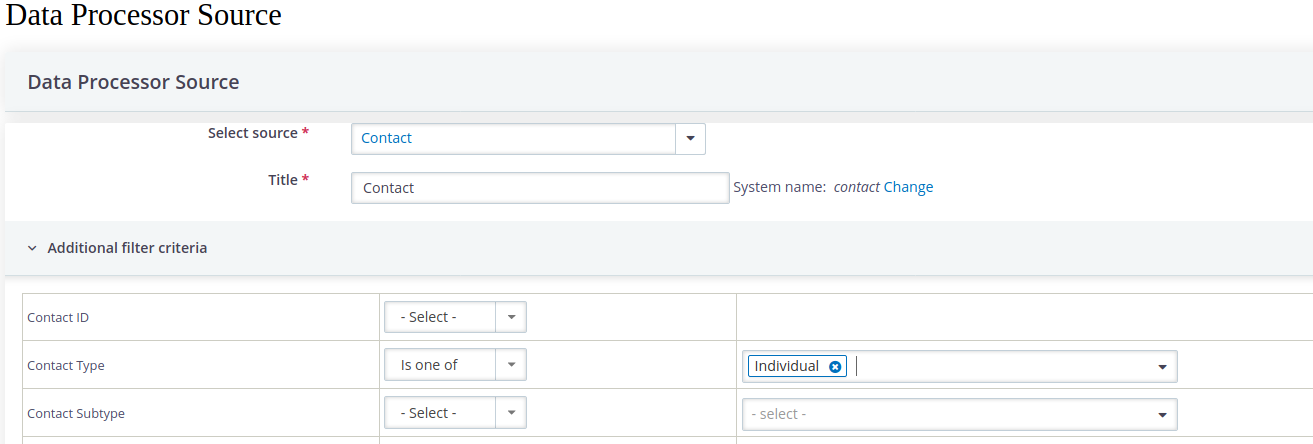 Data Processor Source
Data Processor Source
Select source * Contact
Title * Contact System name: contact Change
Additional filter criteria
Contact ID - Select -
Contact Type Is one of Individual
Contact Subtype - Select - - select -